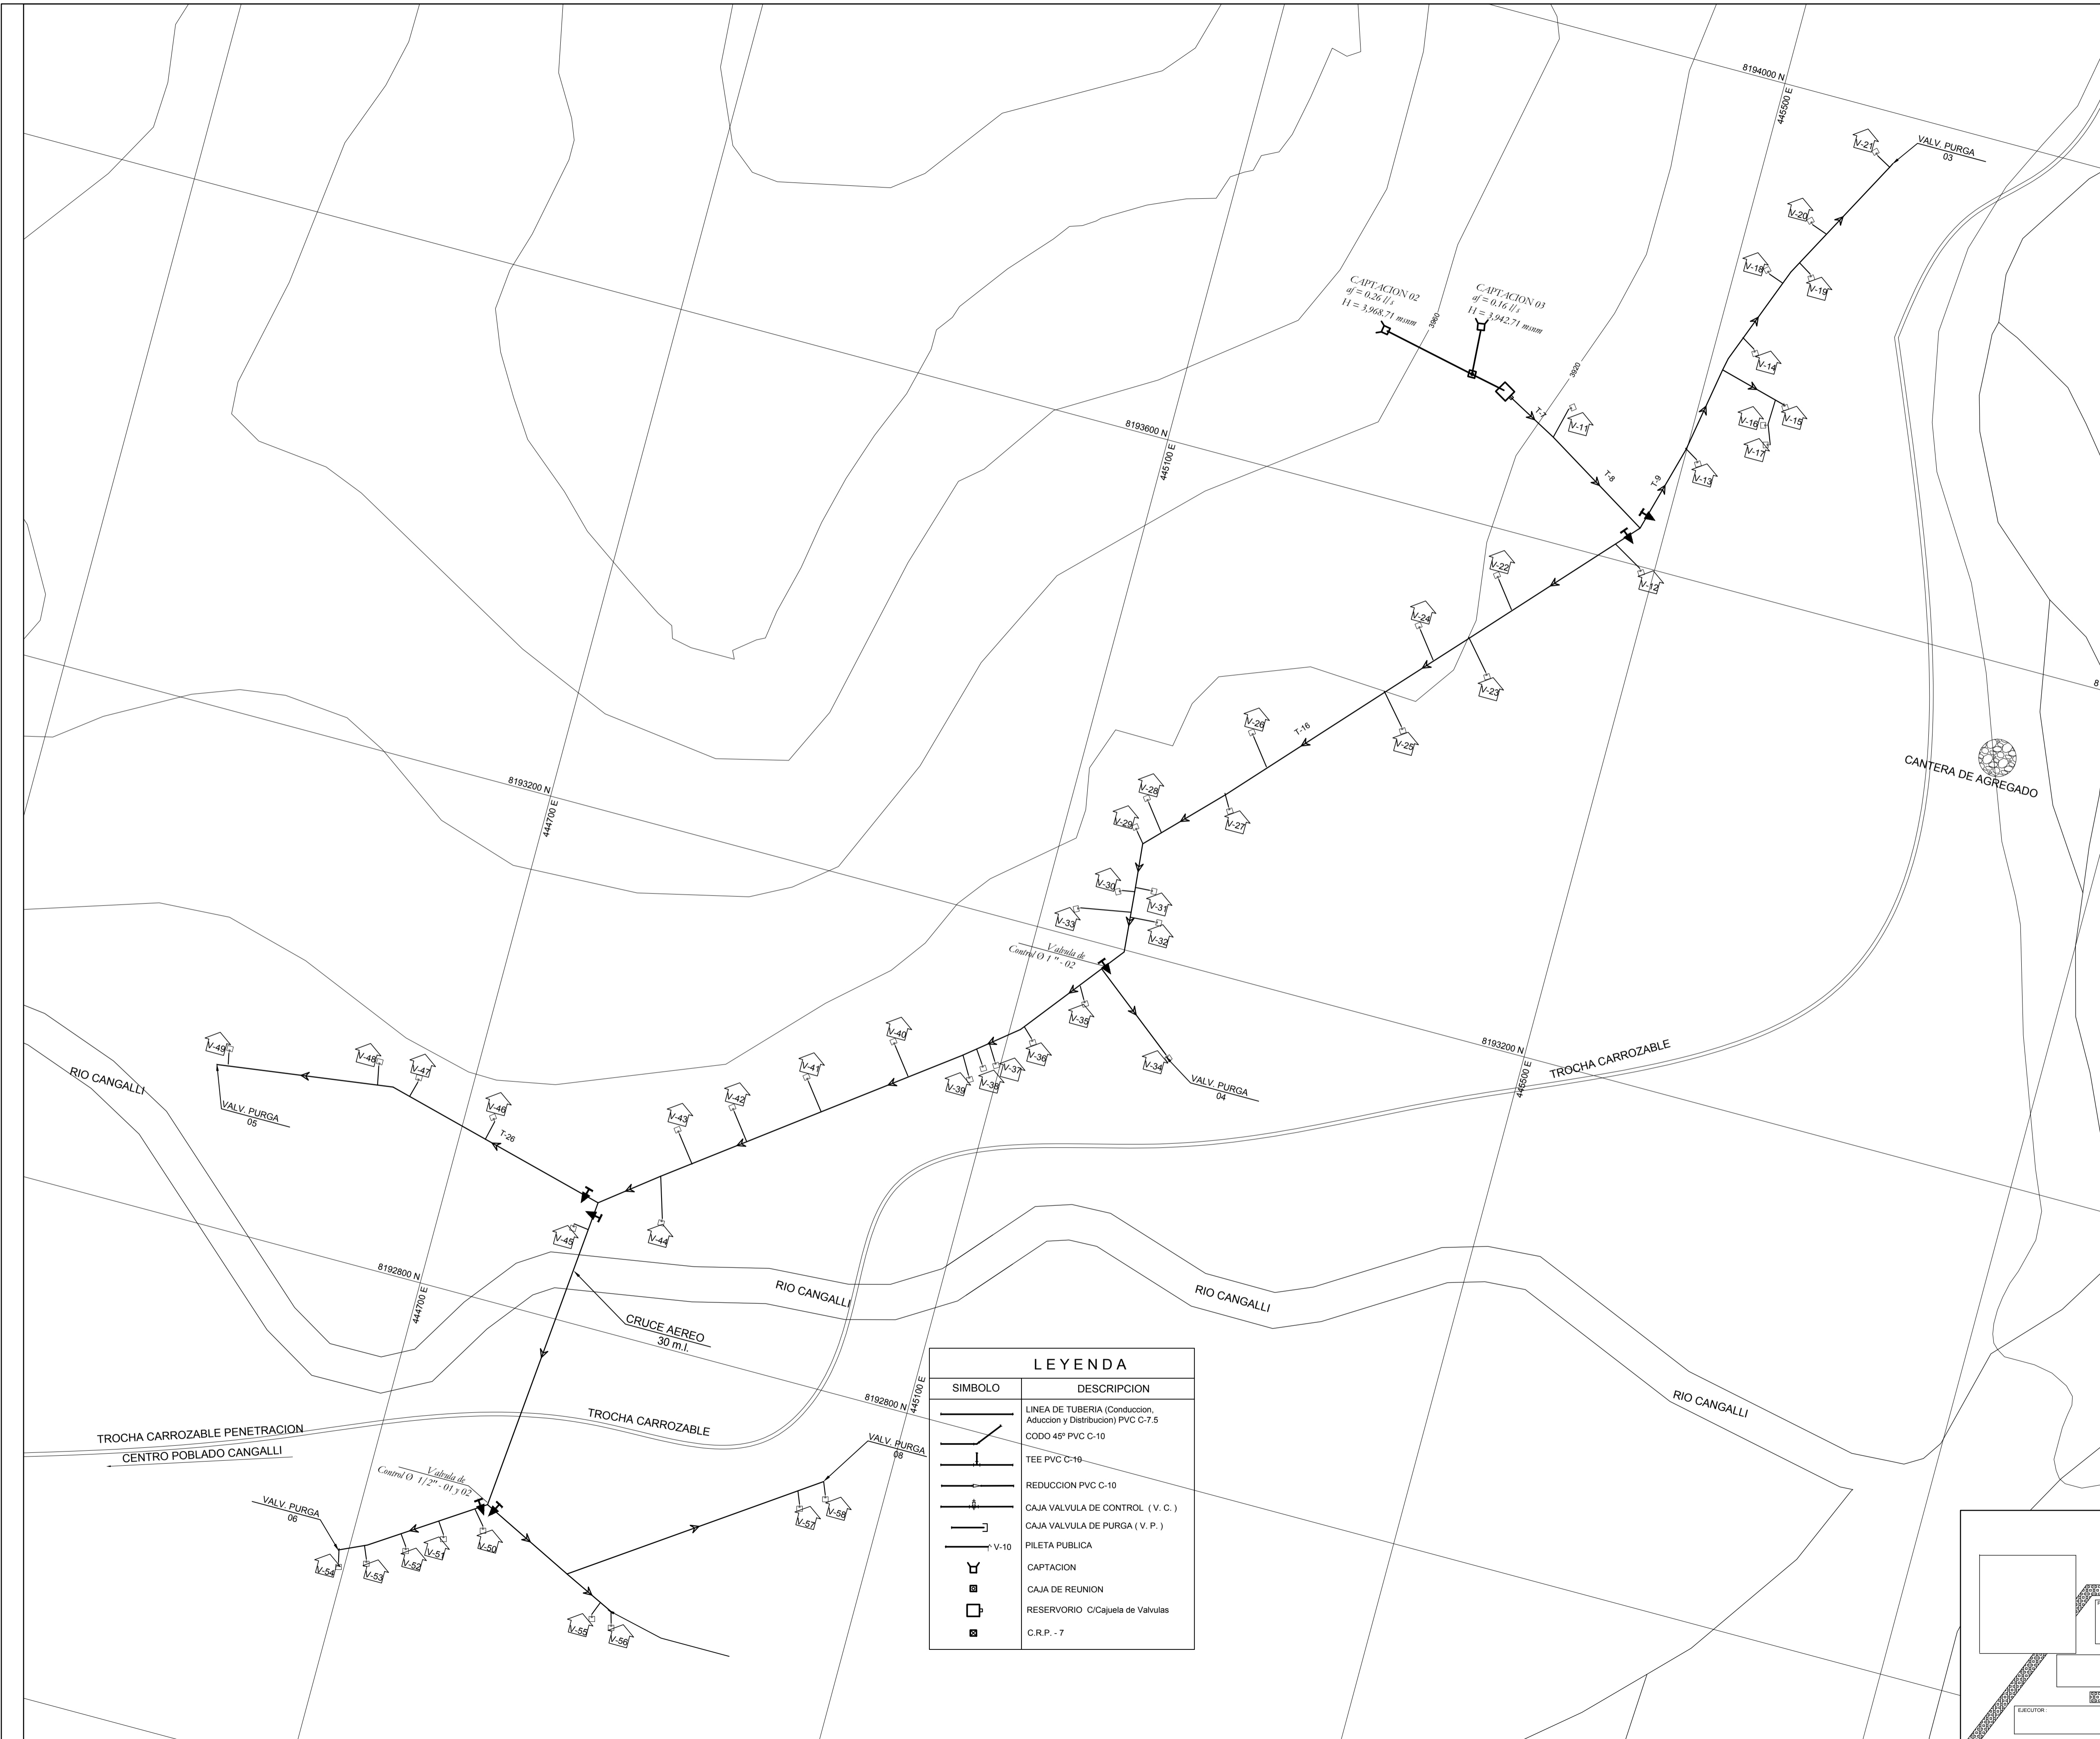 8194000 N
445500 E
V-21
VALV. PURGA
03
V-20
V-18
V-19
CAPTACION 02
qf = 0.26 l/s
H = 3,968.71 msnm
CAPTACION 03
qf = 0.16 l/s
H = 3,942.71 msnm
3960
3920
V-14
T-7
V-11
V-16
V-15
V-17
8193600 N
445100 E
T-8
T-9
V-13
V-22
V-12
V-24
V-23
V-26
T-16
V-25
CANTERA DE AGREGADO
8193200 N
444700 E
V-28
V-29
V-27
V-30
V-31
V-33
V-32
Valvula de
Control Ø 1 " - 02
V-35
V-40
V-36
V-49
V-48
V-47
V-41
V-39
V-38
V-37
V-34
8193200 N
445500 E
TROCHA CARROZABLE
RIO CANGALLI
VALV. PURGA
05
V-46
T-26
V-43
V-42
VALV. PURGA
04
V-45
V-44
8192800 N
444700 E
RIO CANGALLI
RIO CANGALLI
CRUCE AEREO
30 m.l.
8192800 N
445100 E
RIO CANGALLI
TROCHA CARROZABLE PENETRACION
CENTRO POBLADO CANGALLI
TROCHA CARROZABLE
VALV. PURGA
08
Valvula de
Control Ø 1/2" - 01 y 02
VALV. PURGA
06
V-54
V-53
V-52
V-51
V-50
V-57
V-58
V-55
V-56
LEYENDA
SIMBOLO DESCRIPCION
LINEA DE TUBERIA (Conduccion,
Aduccion y Distribucion) PVC C-7.5
CODO 45º PVC C-10
TEE PVC C-10
REDUCCION PVC C-10
CAJA VALVULA DE CONTROL ( V. C. )
CAJA VALVULA DE PURGA ( V. P. )
V-10 PILETA PUBLICA
CAPTACION
CAJA DE REUNION
RESERVORIO C/Cajuela de Valvulas
C.R.P. - 7
EJECUTOR :